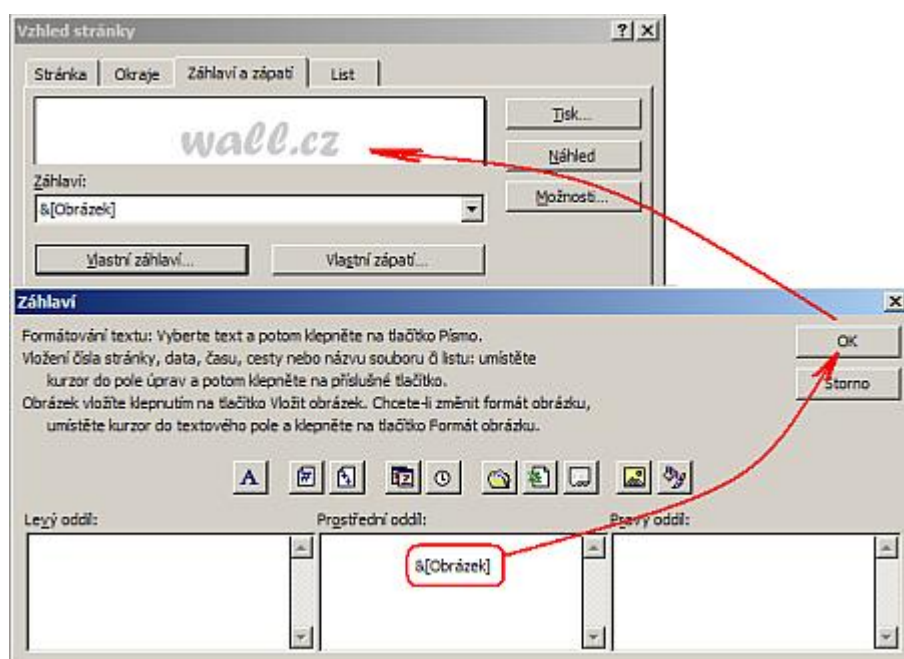 Vzhled stránky
Stránka Okraje Záhlaví a zápatí List
wall.cz
Tisk...
Náhled
Možnosti...
Záhlaví:
&[Obrázek]
Vlastní záhlaví... Vlastní zápatí...
Záhlaví
Formátování textu: Vyberte text a potom klepněte na tlačítko Písmo.
Vložení čísla stránky, data, času, cesty nebo názvu souboru či listu: umístěte
kurzor do pole úprav a potom klepněte na příslušné tlačítko.
Obrázek vložíte klepnutím na tlačítko Vložit obrázek. Chcete-li změnit formát obrázku,
umístěte kurzor do textového pole a klepněte na tlačítko Formát obrázku.
OK
Storno
Levý oddíl: Prostřední oddíl: Pravý oddíl:
&[Obrázek]